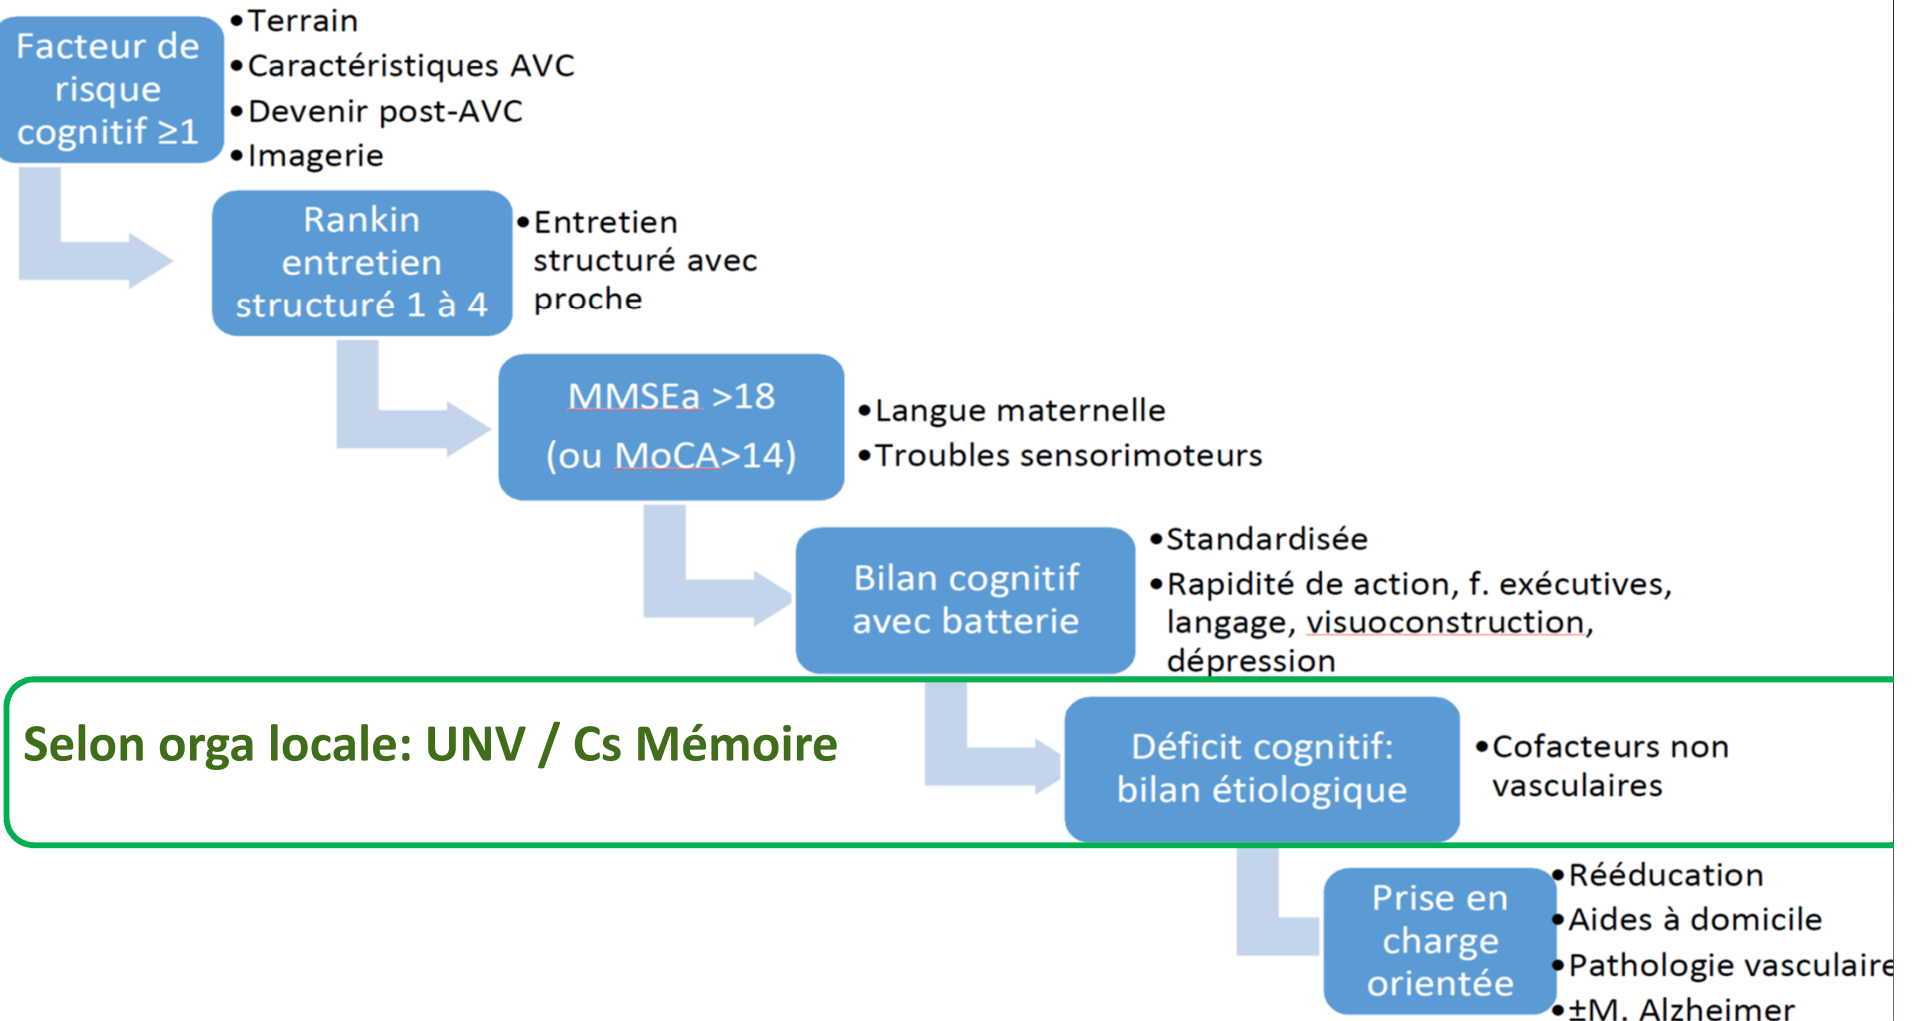 Facteur de
risque
cognitif ≥1
•Terrain
•Caractéristiques AVC
•Devenir post-AVC
•Imagerie
Rankin
entretien
structuré 1 à 4
•Entretien
structuré avec
proche
MMSEa >18
(ou MoCA>14)
•Langue maternelle
•Troubles sensorimoteurs
Bilan cognitif
avec batterie
•Standardisée
•Rapidité de action, f. exécutives,
langage, visuoconstruction,
dépression
Selon orga locale: UNV / Cs Mémoire
Déficit cognitif:
bilan étiologique
•Cofacteurs non
vasculaires
Prise en
charge
orientée
•Rééducation
•Aides à domicile
•Pathologie vasculaire
•±M. Alzheimer